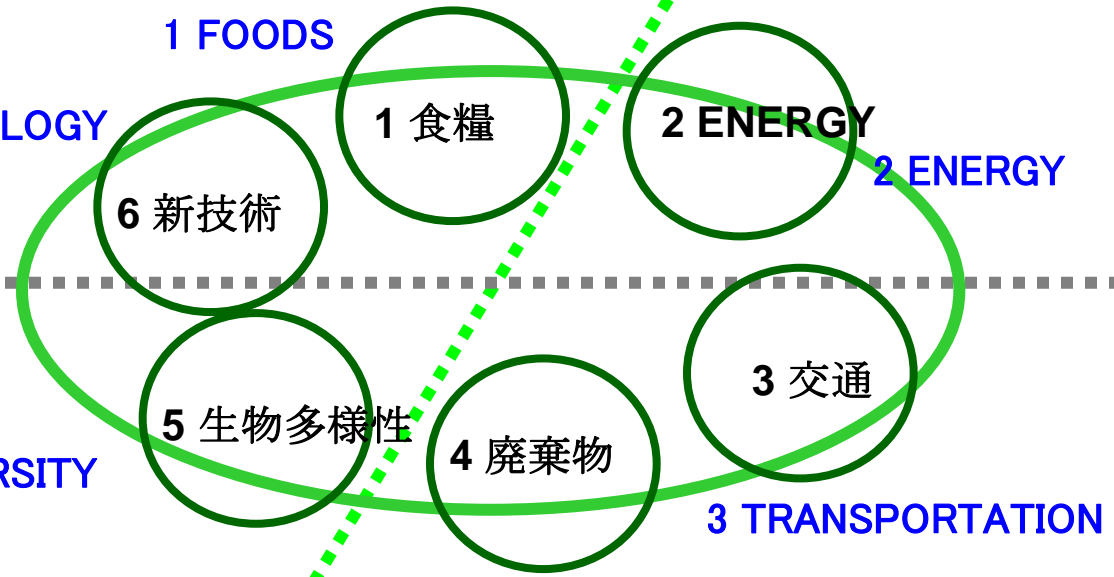 1 FOODS
1 食糧
2 ENERGY
LOGY
2 ENERGY
6 新技術
3 交通
5 生物多様性
4 廃棄物
RSITY
3 TRANSPORTATION